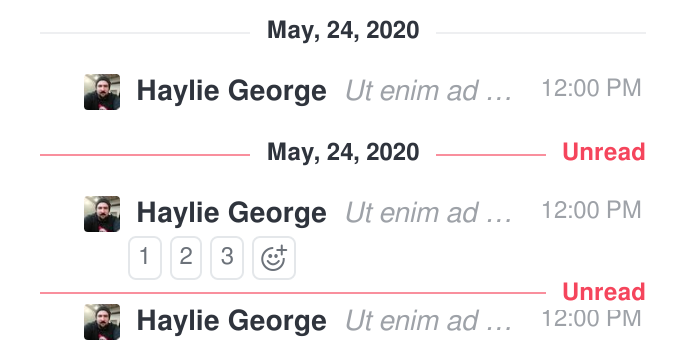 May, 24, 2020
Haylie George Ut enim ad … 12:00 PM
May, 24, 2020 Unread
Haylie George Ut enim ad … 12:00 PM
1 2 3
Unread
Haylie George Ut enim ad … 12:00 PM